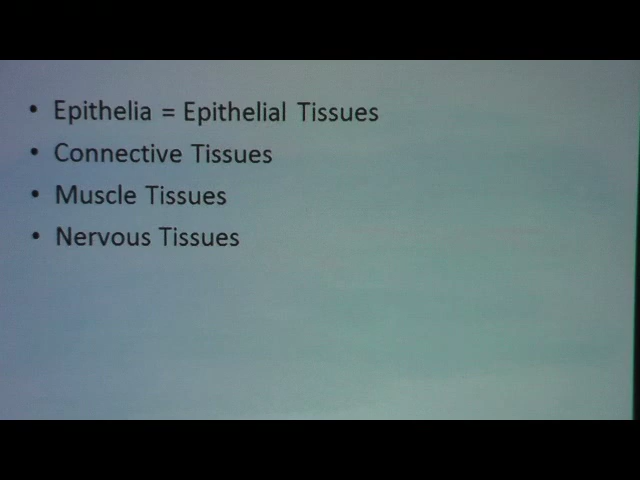 • Epithelia = Epithelial Tissues
• Connective Tissues
• Muscle Tissues
• Nervous Tissues